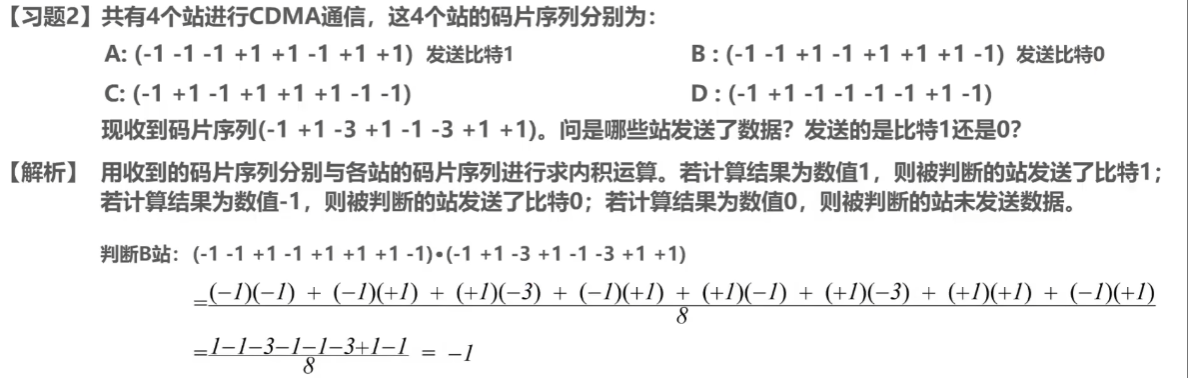 【习题2】共有4个站进行CDMA通信，这4个站的码片序列分别为：
A: (-1 -1 -1 +1 +1 -1 +1 +1) 发送比特1 B : (-1 -1 +1 -1 +1 +1 +1 -1) 发送比特0
C: (-1 +1 -1 +1 +1 +1 -1 -1) D : (-1 +1 -1 -1 -1 -1 +1 -1)
现收到码片序列(-1 +1 -3 +1 -1 -3 +1 +1)。问是哪些站发送了数据？发送的是比特1还是0？
【解析】 用收到的码片序列分别与各站的码片序列进行求内积运算。若计算结果为数值1，则被判断的站发送了比特1；
若计算结果为数值-1，则被判断的站发送了比特0；若计算结果为数值0，则被判断的站未发送数据。
判断B站：(-1 -1 +1 -1 +1 +1 +1 -1)•(-1 +1 -3 +1 -1 -3 +1 +1)
=(−1)(−1) + (−1)(+1) + (+1)(−3) + (−1)(+1) + (+1)(−1) + (+1)(−3) + (+1)(+1) + (−1)(+1)
8
=1−1−3−1−1−3+1−1 = −1
8